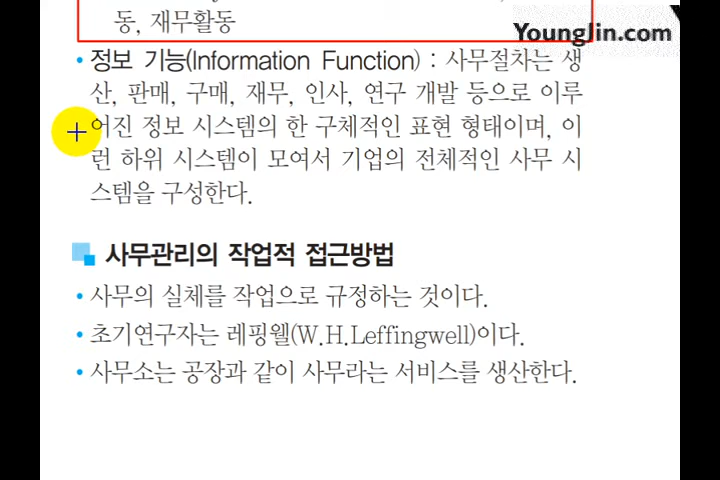 동, 재무활동
YoungJin.com
• 정보 기능(Information Function) : 사무절차는 생
산, 판매, 구매, 재무, 인사, 연구 개발 등으로 이루
어진 정보 시스템의 한 구체적인 표현 형태이며, 이
런 하위 시스템이 모여서 기업의 전체적인 사무 시
스템을 구성한다.
사무관리의 작업적 접근방법
• 사무의 실체를 작업으로 규정하는 것이다.
• 초기연구자는 레핑웰(W.H.Leffingwell)이다.
• 사무소는 공장과 같이 사무라는 서비스를 생산한다.